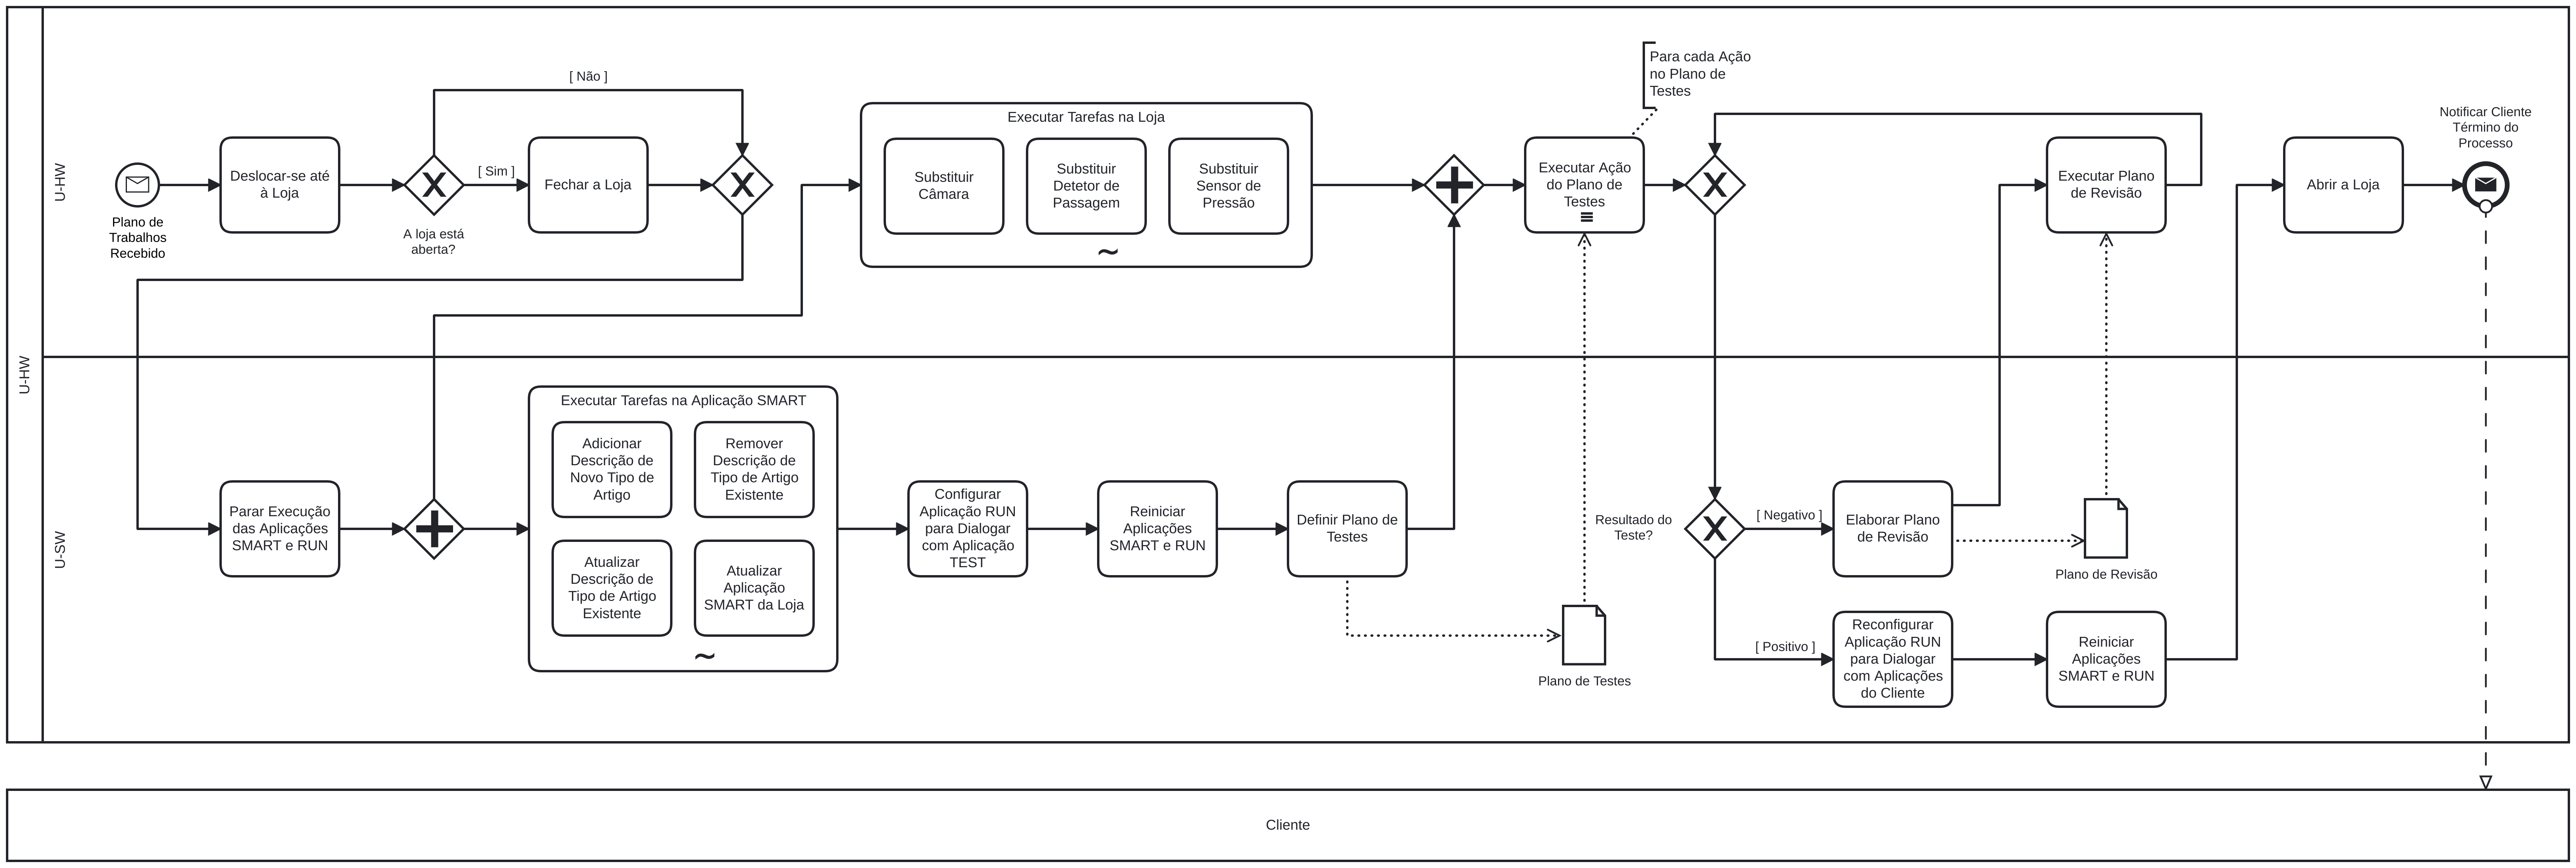 U-HW
U-HW
Plano de
Trabalhos
Recebido
Deslocar-se até
à Loja
A loja está
aberta?
[ Não ]
[ Sim ]
Fechar a Loja
Executar Tarefas na Loja
Substituir
Câmara
Substituir
Detetor de
Passagem
Substituir
Sensor de
Pressão
Para cada Ação
no Plano de
Testes
Executar Ação
do Plano de
Testes
Executar Plano
de Revisão
Abrir a Loja
Notificar Cliente
Término do
Processo
U-SW
Parar Execução
das Aplicações
SMART e RUN
Executar Tarefas na Aplicação SMART
Adicionar
Descrição de
Novo Tipo de
Artigo
Remover
Descrição de
Tipo de Artigo
Existente
Atualizar
Descrição de
Tipo de Artigo
Existente
Atualizar
Aplicação
SMART da Loja
Configurar
Aplicação RUN
para Dialogar
com Aplicação
TEST
Reiniciar
Aplicações
SMART e RUN
Definir Plano de
Testes
Plano de Testes
Resultado do
Teste?
[ Negativo ]
Elaborar Plano
de Revisão
Plano de Revisão
[ Positivo ]
Reconfigurar
Aplicação RUN
para Dialogar
com Aplicações
do Cliente
Reiniciar
Aplicações
SMART e RUN
Cliente